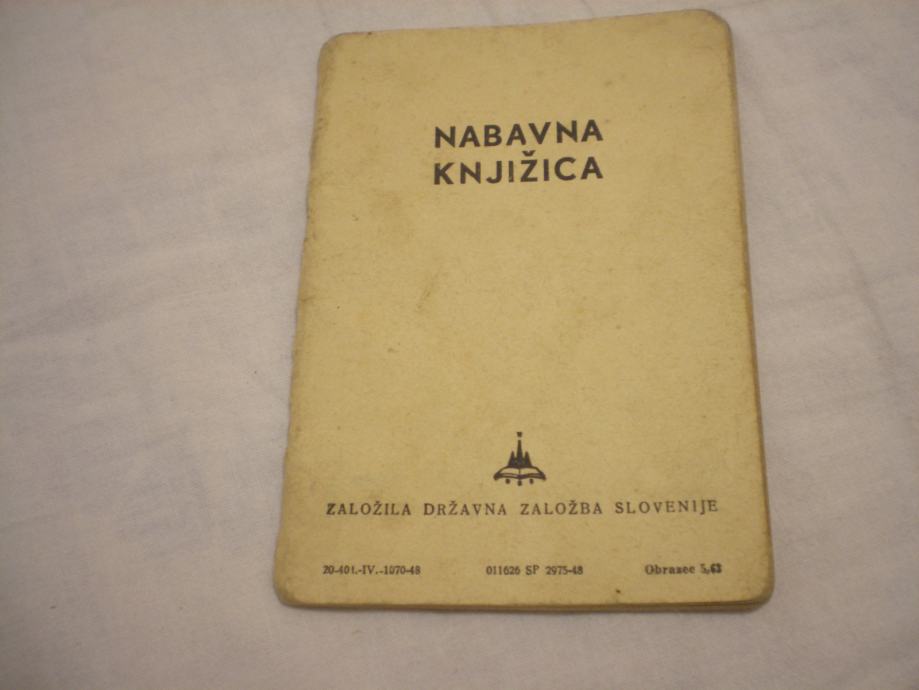 NABAVNA
KNJIŽICA
ZALOŽILA DRŽAVNA ZALOŽBA SLOVENIJE
20-401.-IV.-1070-48 011626 SP 2975-48 Obrazec 5,63